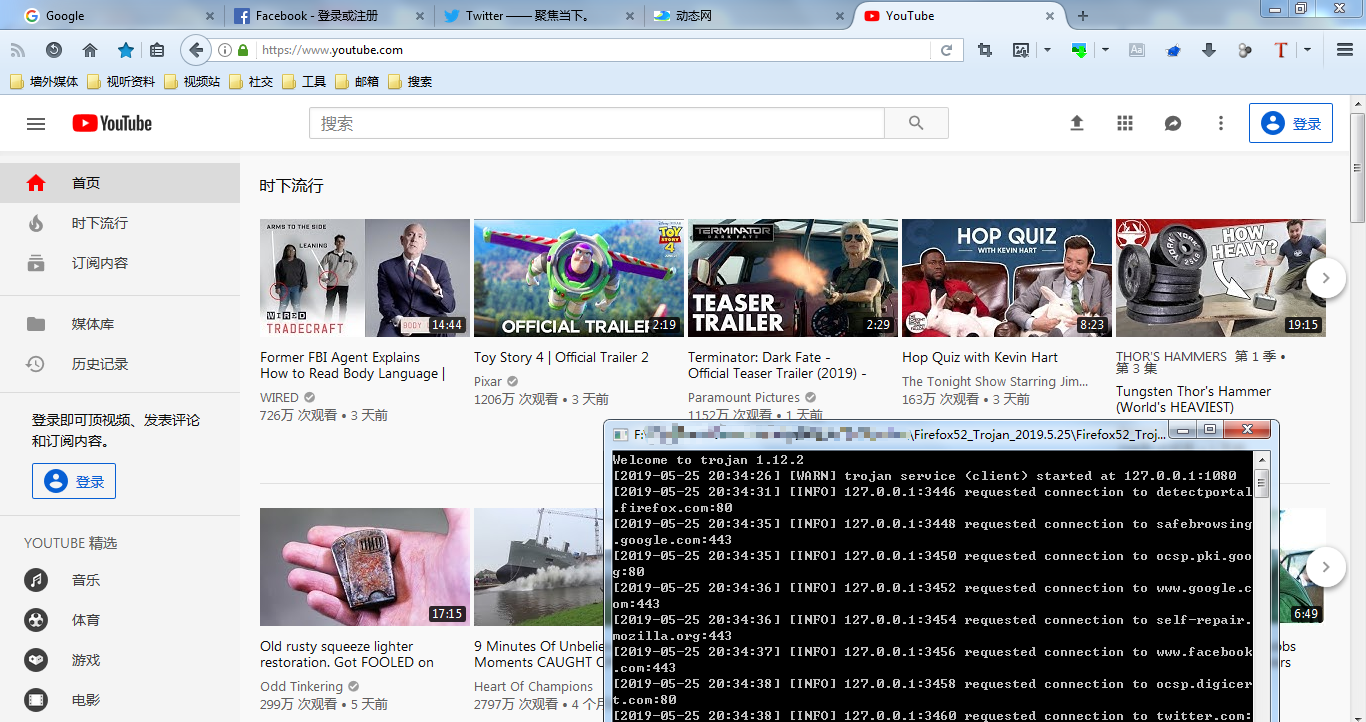 Google
Facebook - 登录或注册
Twitter —— 聚焦当下。
动态网
YouTube
https://www.youtube.com
墙外媒体 视听资料 视频站 社交 工具 邮箱 搜索
YouTube
搜索
登录
首页
时下流行
订阅内容
媒体库
历史记录
登录即可顶视频、发表评论
和订阅内容。
登录
YOUTUBE 精选
音乐
体育
游戏
电影
时下流行
ARMS TO THE SIDE
LEANING
WIRED
TRADECRAFT
BODY
14:44
Former FBI Agent Explains
How to Read Body Language |
WIRED
726万 次观看 • 3 天前
TOY
STORY
4
OFFICIAL TRAILER
2:19
Toy Story 4 | Official Trailer 2
Pixar
1206万 次观看 • 3 天前
TERMINATOR
DARK FATE
TEASER
TRAILER
2:29
Terminator: Dark Fate -
Official Teaser Trailer (2019) -
Paramount Pictures
1152万 次观看 • 1 天前
HOP QUIZ
WITH KEVIN HART
8:23
Hop Quiz with Kevin Hart
The Tonight Show Starring Jim...
163万 次观看 • 3 天前
HOW
HEAVY?
19:15
THOR'S HAMMERS 第 1 季 •
第 3 集
Tungsten Thor's Hammer
(World's HEAVIEST)
17:15
Old rusty squeeze lighter
restoration. Got FOOLED on
Odd Tinkering
299万 次观看 • 5 天前
9 Minutes Of Unbelie
Moments CAUGHT C
Heart Of Champions
2797万 次观看 • 4 个月
6:49
obs
ers
F:\
\Firefox52_Trojan_2019.5.25\Firefox52_Troj...
Welcome to trojan 1.12.2
[2019-05-25 20:34:26] [WARN] trojan service (client) started at 127.0.0.1:1080
[2019-05-25 20:34:31] [INFO] 127.0.0.1:3446 requested connection to detectportal
.firefox.com:80
[2019-05-25 20:34:35] [INFO] 127.0.0.1:3448 requested connection to safebrowsing
.google.com:443
[2019-05-25 20:34:35] [INFO] 127.0.0.1:3450 requested connection to ocsp.pki.goo
g:80
[2019-05-25 20:34:36] [INFO] 127.0.0.1:3452 requested connection to www.google.c
om:443
[2019-05-25 20:34:36] [INFO] 127.0.0.1:3454 requested connection to self-repair.
mozilla.org:443
[2019-05-25 20:34:37] [INFO] 127.0.0.1:3456 requested connection to www.facebook
.com:443
[2019-05-25 20:34:38] [INFO] 127.0.0.1:3458 requested connection to ocsp.digicer
t.com:80
[2019-05-25 20:34:38] [INFO] 127.0.0.1:3460 requested connection to twitter.com: